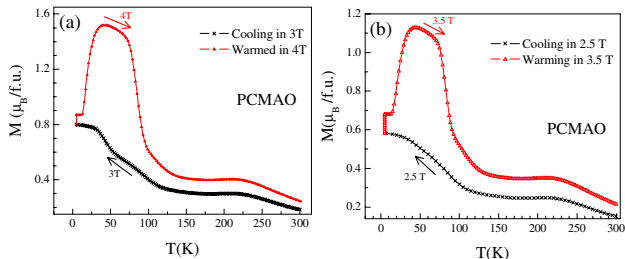 (a)
4T
Cooling in 3T
Warmed in 4T
PCMAO
3T
M (μB/f.u.)
1.6
1.2
0.8
0.4
0 50 100 150 200 250 300
T(K)
(b)
3.5 T
Cooling in 2.5 T
Warming in 3.5 T
PCMAO
2.5 T
M(μB/f.u.)
1.2
1.0
0.8
0.6
0.4
0.2
0 50 100 150 200 250 300
T(K)